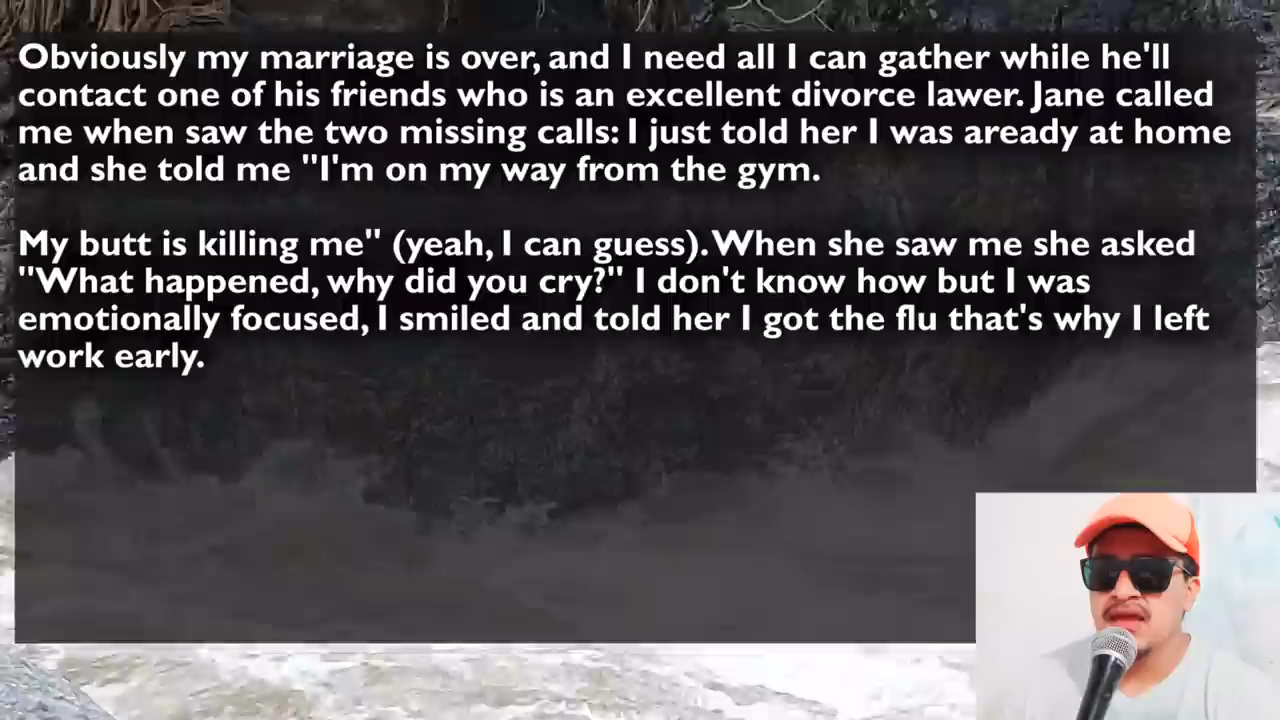 Obviously my marriage is over, and I need all I can gather while he'll
contact one of his friends who is an excellent divorce lawer. Jane called
me when saw the two missing calls: I just told her I was aready at home
and she told me "I'm on my way from the gym.
My butt is killing me" (yeah, I can guess). When she saw me she asked
"What happened, why did you cry?" I don't know how but I was
emotionally focused, I smiled and told her I got the flu that's why I left
work early.